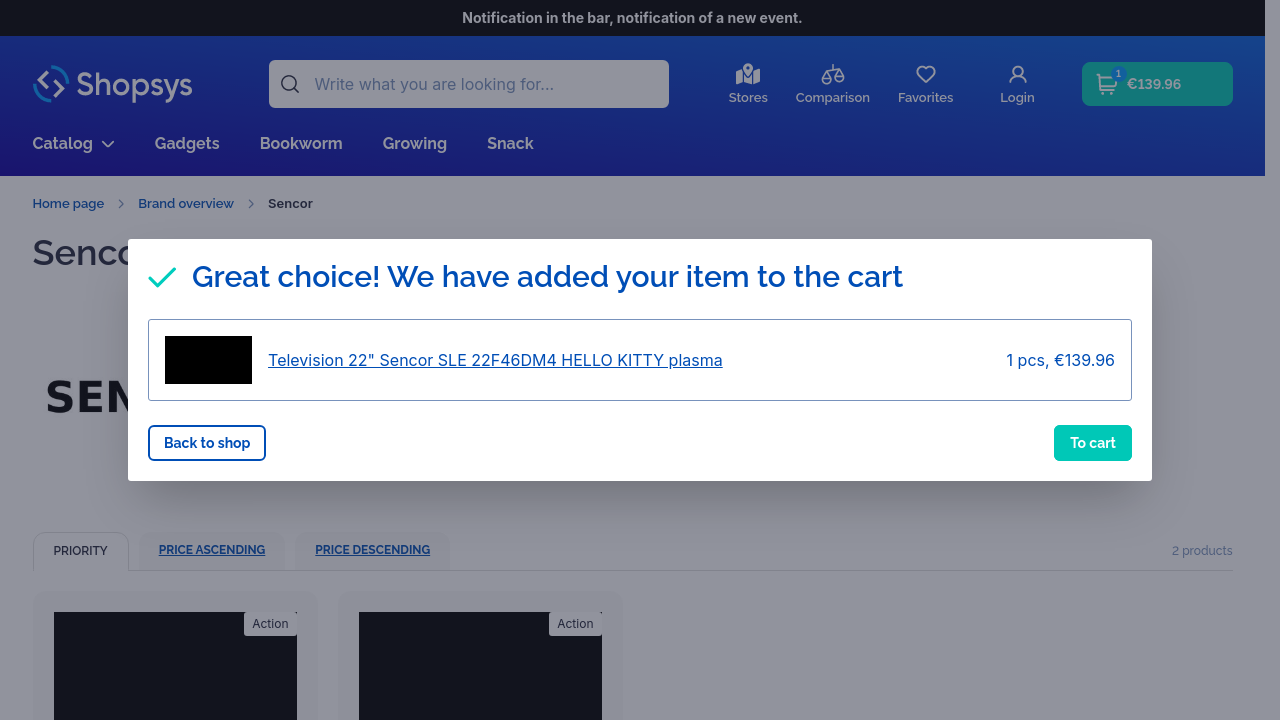 Notification in the bar, notification of a new event.
Shopsys
Write what you are looking for...
Stores
Comparison
Favorites
Login
1
€139.96
Catalog
Gadgets
Bookworm
Growing
Snack
Home page
Brand overview
Sencor
Great choice! We have added your item to the cart
Television 22" Sencor SLE 22F46DM4 HELLO KITTY plasma
1 pcs, €139.96
Back to shop
To cart
PRIORITY
PRICE ASCENDING
PRICE DESCENDING
2 products
Action
Action